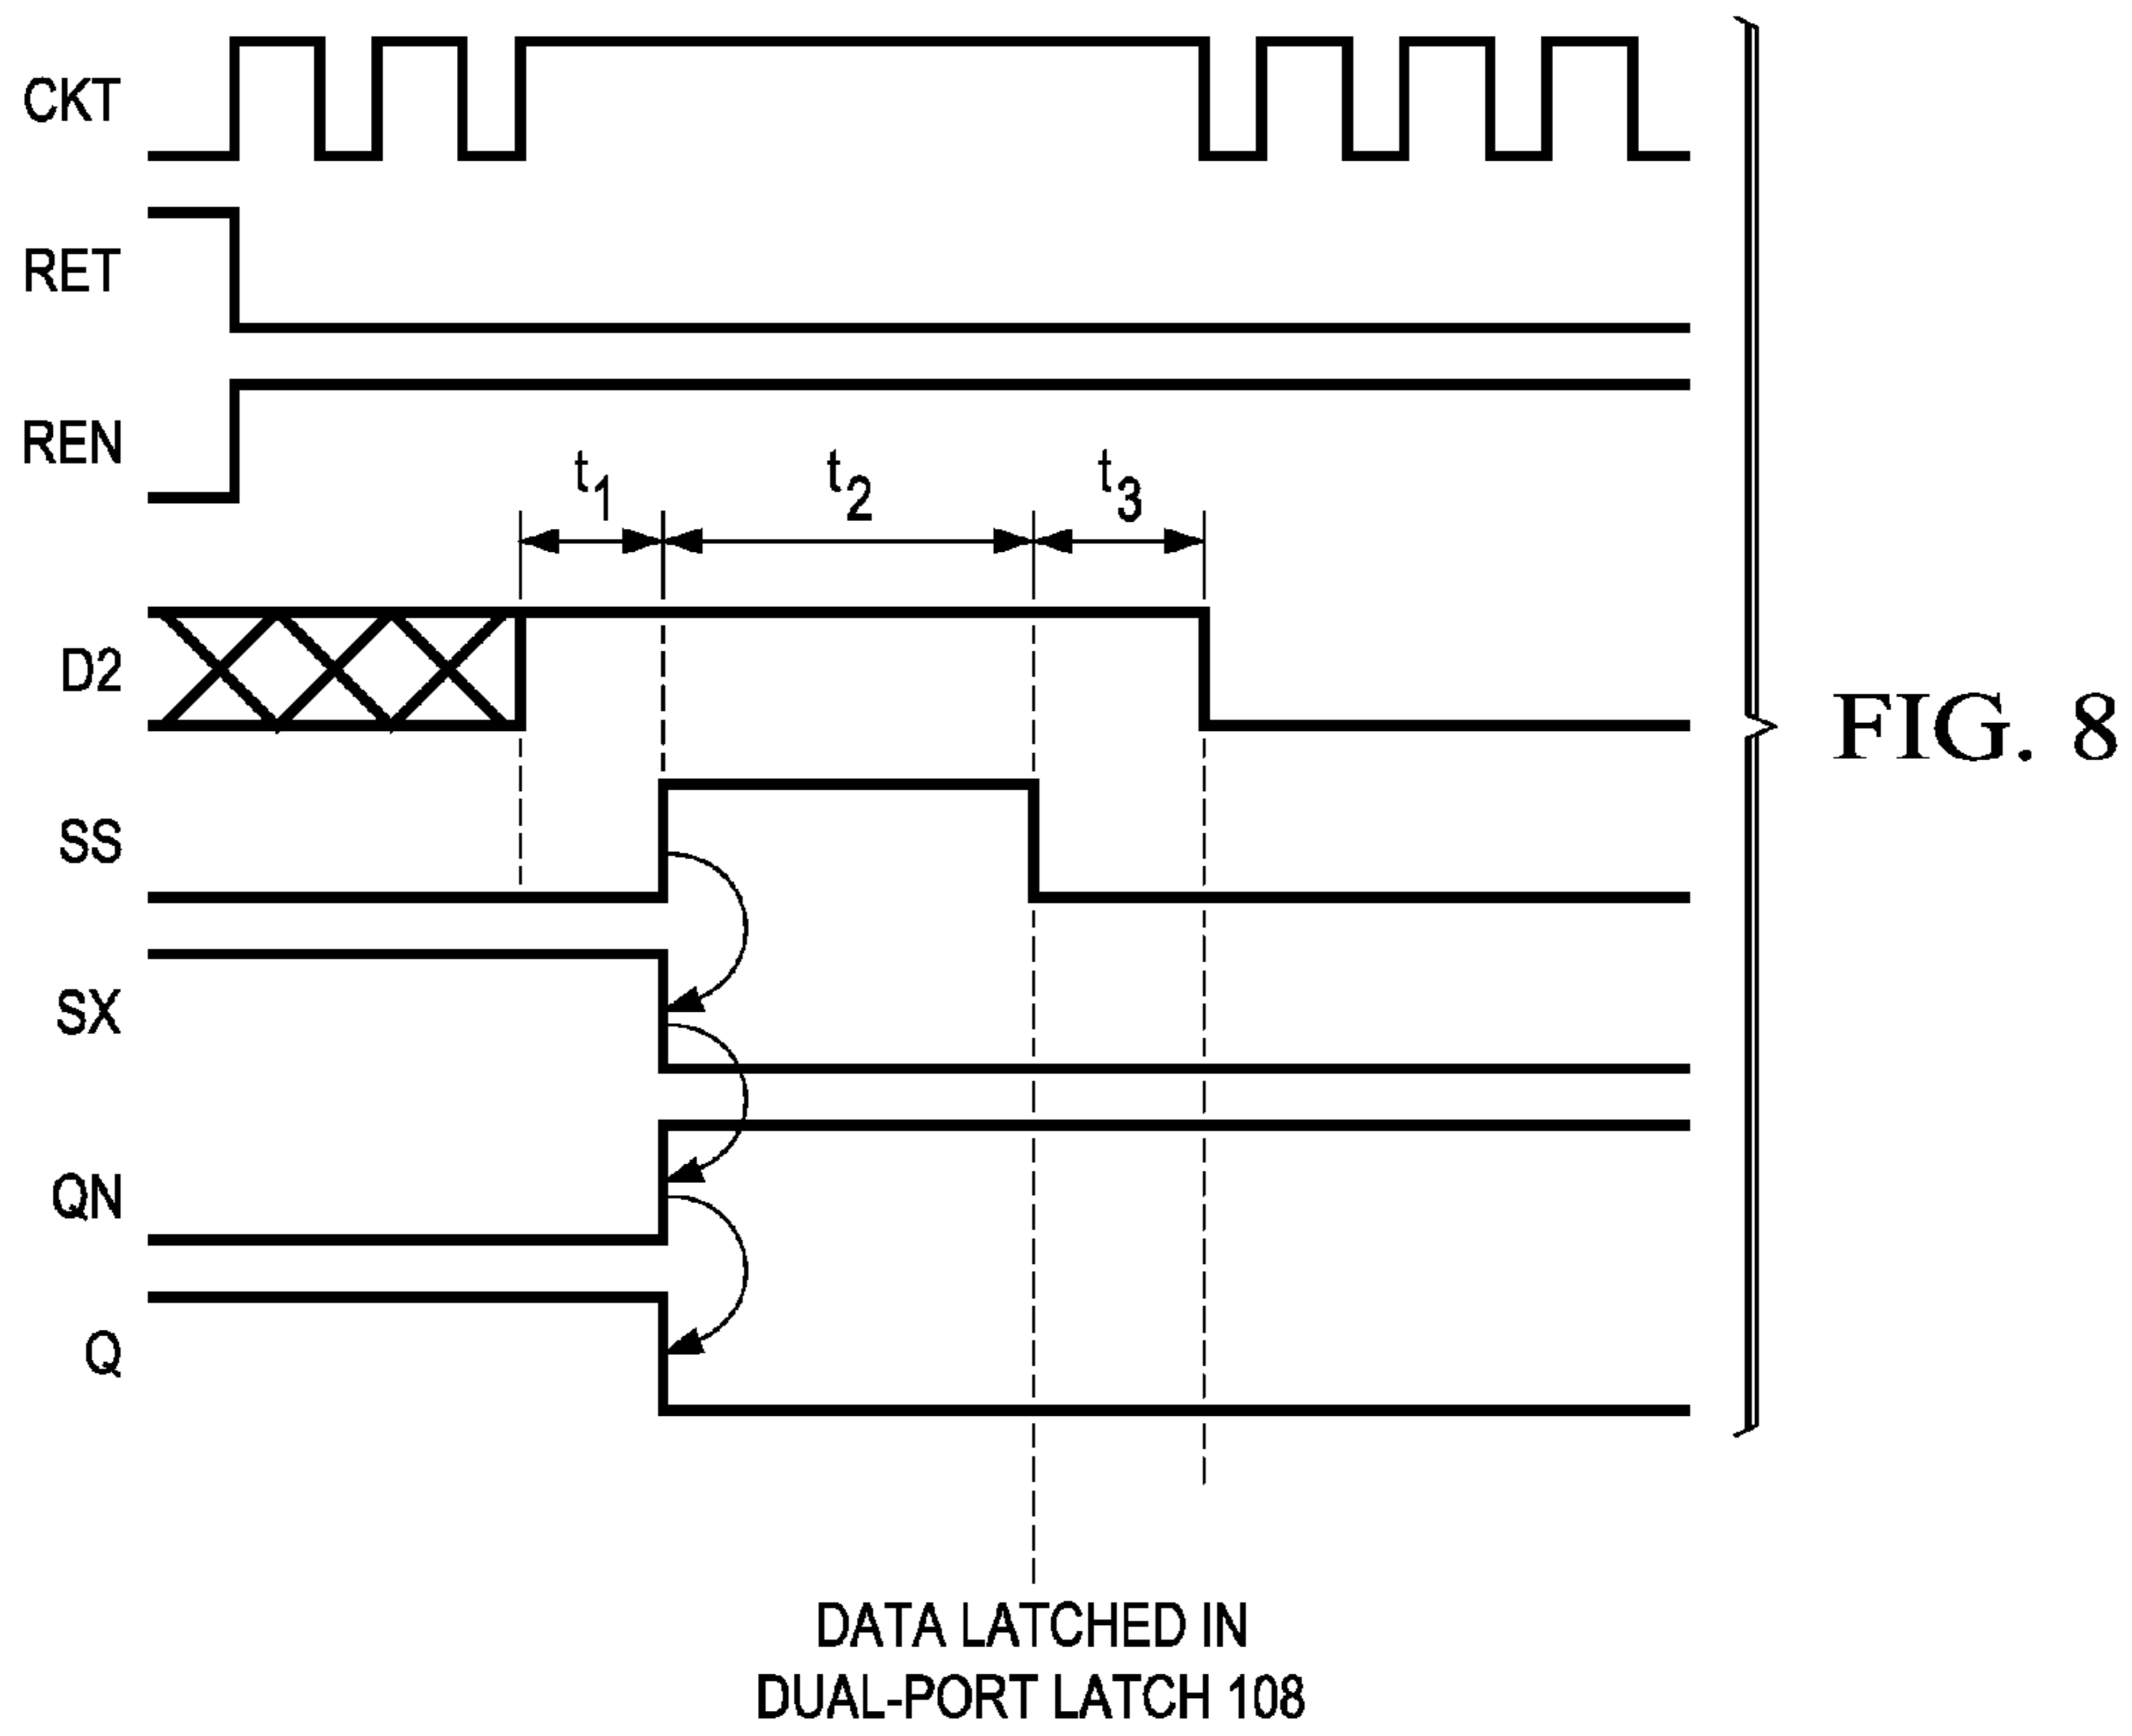 CKT
RET
REN
t1
t2
t3
D2
SS
SX
QN
Q
FIG. 8
DATA LATCHED IN
DUAL-PORT LATCH 108